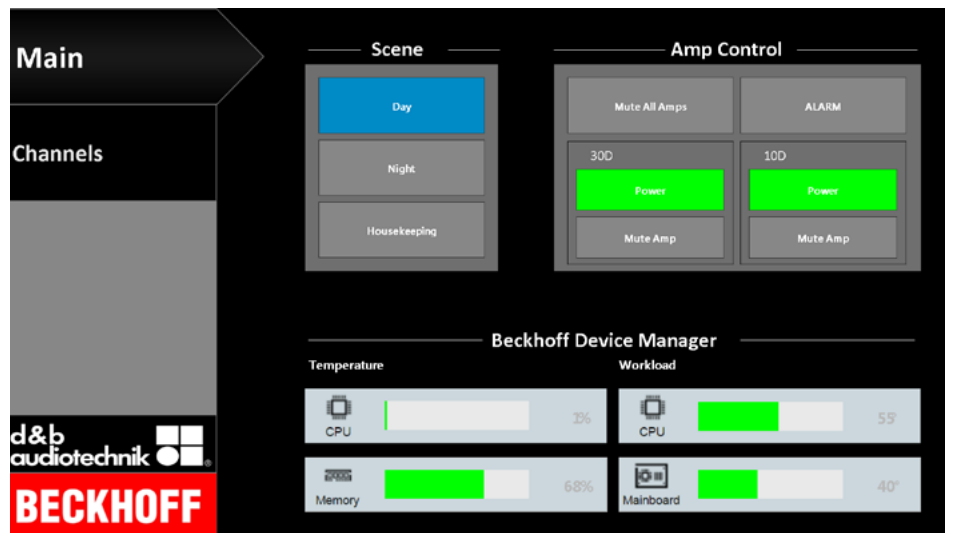 Main
Channels
d&b
audiotechnik
BECKHOFF
Scene
Day
Night
Housekeeping
Amp Control
Mute All Amps
ALARM
30D
10D
Power
Power
Mute Amp
Mute Amp
Beckhoff Device Manager
Temperature
Workload
CPU
CPU
55°
Memory
68%
Mainboard
40°